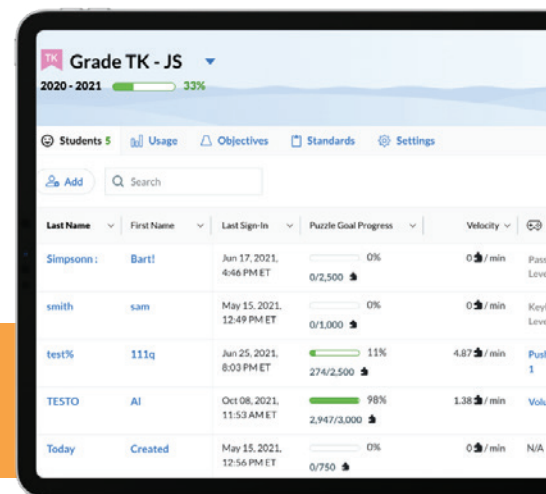 TK Grade TK - JS
2020 - 2021 33%
Students 5 Usage Objectives Standards Settings
Add Search
Last Name First Name Last Sign-In Puzzle Goal Progress Velocity
Simpsonn : Bart! Jun 17, 2021, 0% 0 / min
4:46 PM ET 0/2,500
smith sam May 15, 2021, 0% 0 / min
12:49 PM ET 0/1,000
test% 111q Jun 25, 2021, 11% 4.87 / min
8:03 PM ET 274/2,500 1
TESTO Al Oct 08, 2021, 98% 1.38 / min
11:53 AM ET 2,947/3,000
Today Created May 15, 2021, 0% 0 / min N/A
12:56 PM ET 0/750